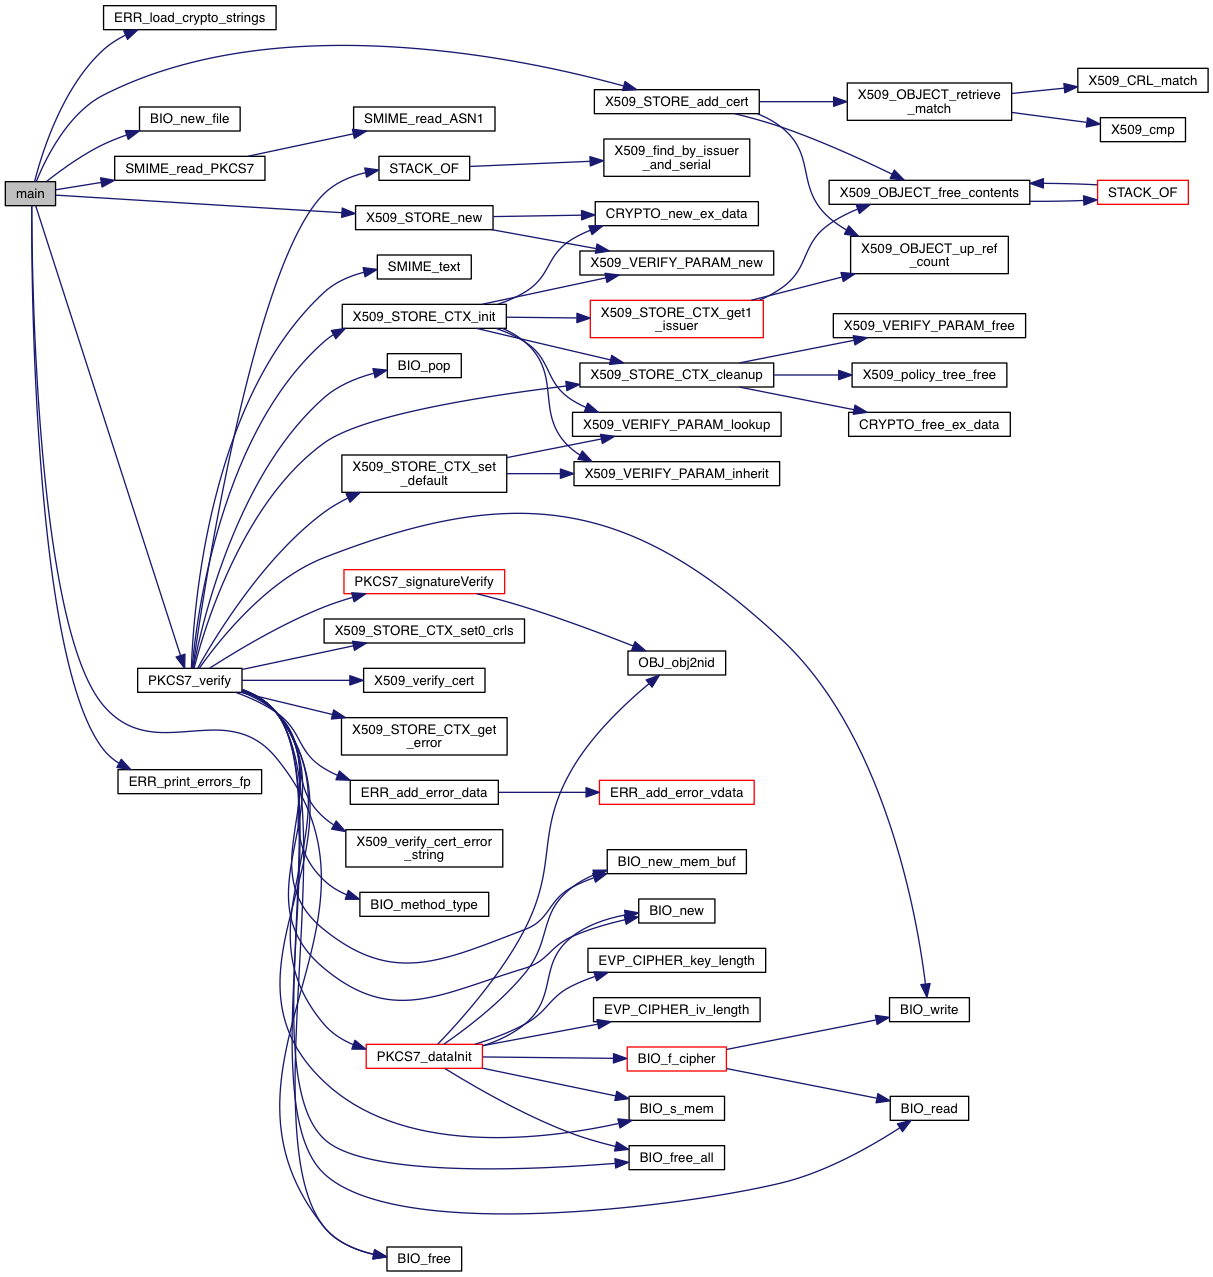 ERR_load_crypto_strings
X509_CRL_match
X509_STORE_add_cert
X509_OBJECT_retrieve
_match
BIO_new_file
SMIME_read_ASN1
X509_cmp
SMIME_read_PKCS7
STACK_OF
X509_find_by_issuer
_and_serial
main
X509_OBJECT_free_contents
STACK_OF
X509_STORE_new
CRYPTO_new_ex_data
X509_OBJECT_up_ref
_count
SMIME_text
X509_VERIFY_PARAM_new
X509_STORE_CTX_init
X509_STORE_CTX_get1
_issuer
X509_VERIFY_PARAM_free
BIO_pop
X509_STORE_CTX_cleanup
X509_policy_tree_free
X509_VERIFY_PARAM_lookup
CRYPTO_free_ex_data
X509_STORE_CTX_set
_default
X509_VERIFY_PARAM_inherit
PKCS7_signatureVerify
X509_STORE_CTX_set0_crls
OBJ_obj2nid
PKCS7_verify
X509_verify_cert
X509_STORE_CTX_get
_error
ERR_print_errors_fp
ERR_add_error_data
ERR_add_error_vdata
X509_verify_cert_error
_string
BIO_new_mem_buf
BIO_method_type
BIO_new
EVP_CIPHER_key_length
EVP_CIPHER_iv_length
BIO_write
PKCS7_dataInit
BIO_f_cipher
BIO_s_mem
BIO_read
BIO_free_all
BIO_free